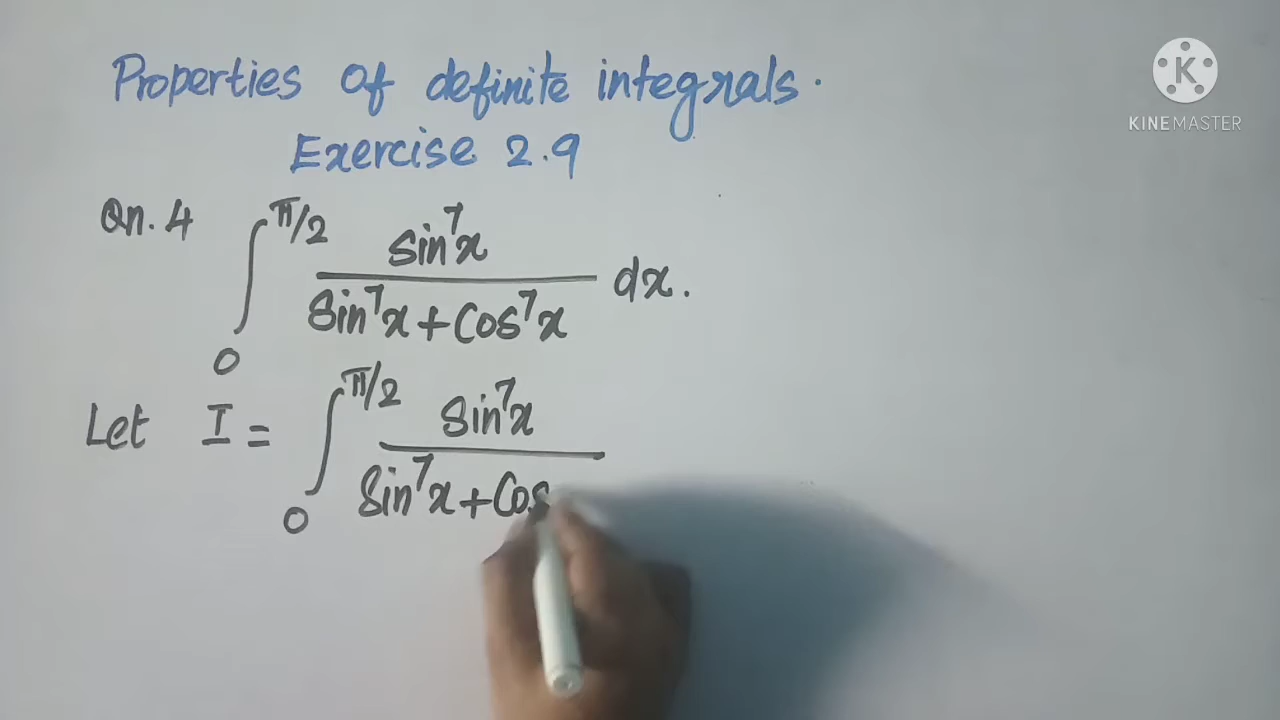 Properties Of definite integrals.
Exercise 2.9
K
KINEMASTER
Qn. 4 ∫₀^(π/2) Sin⁷x / (Sin⁷x + Cos⁷x) dx.
Let I = ∫₀^(π/2) Sin⁷x / (Sin⁷x + Cos